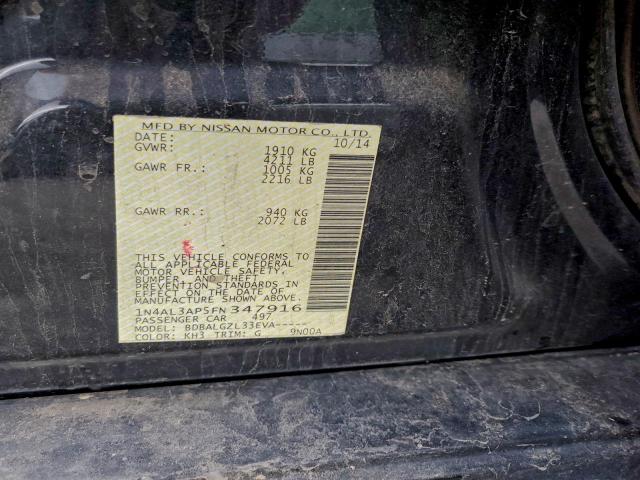 MFD BY NISSAN MOTOR CO., LTD.
DATE: 10/14
GVWR: 1910 KG
4211 LB
GAWR FR.: 1005 KG
2216 LB
GAWR RR.: 940 KG
2072 LB
THIS VEHICLE CONFORMS TO
ALL APPLICABLE FEDERAL
MOTOR VEHICLE SAFETY,
BUMPER, AND THEFT
PREVENTION STANDARDS IN
EFFECT ON THE DATE OF
MANUFACTURE SHOWN ABOVE.
1N4AL3AP5FN347916
PASSENGER CAR 497
MODEL: BDBALGZL33EVA-----
COLOR: KH3 TRIM: G 9N00A